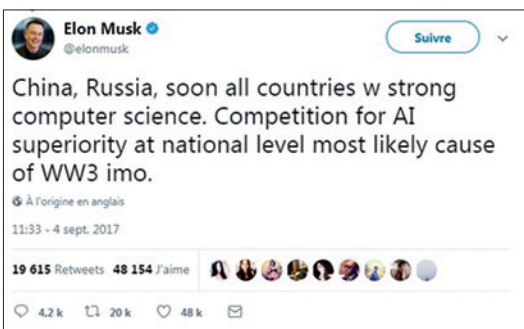 Elon Musk
@elonmusk
Suivre
China, Russia, soon all countries w strong
computer science. Competition for AI
superiority at national level most likely cause
of WW3 imo.
À l'origine en anglais
11:33 - 4 sept. 2017
19 615 Retweets 48 154 J'aime
4,2 k 20 k 48 k